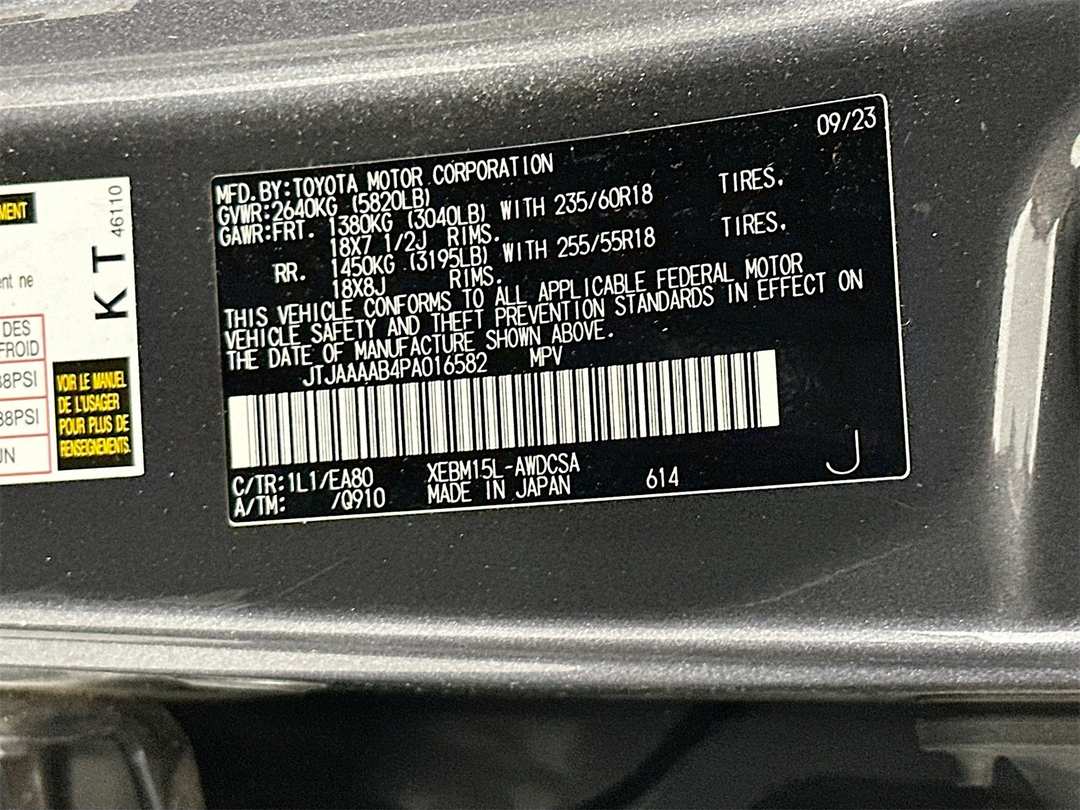 09/23
MFD. BY: TOYOTA MOTOR CORPORATION
GVWR: 2640KG (5820LB)
GAWR: FRT. 1380KG (3040LB) WITH 235/60R18 TIRES.
18X7 1/2J RIMS.
RR. 1450KG (3195LB) WITH 255/55R18 TIRES.
18X8J RIMS.
THIS VEHICLE CONFORMS TO ALL APPLICABLE FEDERAL MOTOR
VEHICLE SAFETY AND THEFT PREVENTION STANDARDS IN EFFECT ON
THE DATE OF MANUFACTURE SHOWN ABOVE.
JTJAAAAB4PA016582 MPV
C/TR: 1L1/EA80 XEBM15L-AWDCSA 614 J
A/TM: /Q910 MADE IN JAPAN
KT 46110
MENT
ent ne
DES
FROID
38PSI
38PSI
UN
VOIR LE MANUEL
DE L'USAGER
POUR PLUS DE
RENSEIGNEMENTS.